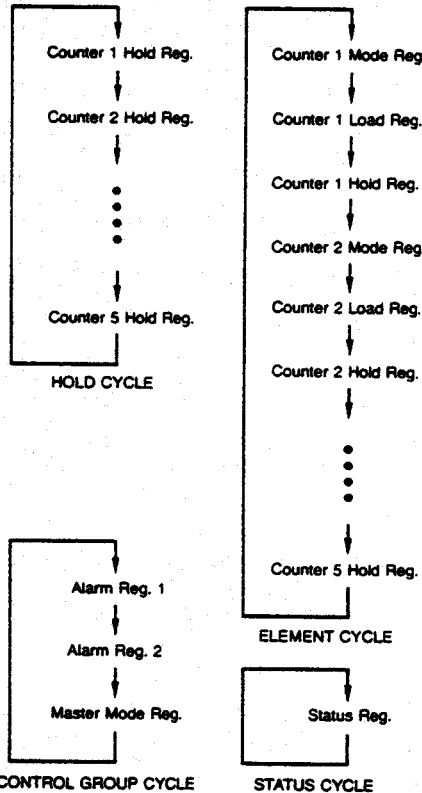 Counter 1 Hold Reg.
Counter 2 Hold Reg.
Counter 5 Hold Reg.
HOLD CYCLE
Counter 1 Mode Reg
Counter 1 Load Reg.
Counter 1 Hold Reg.
Counter 2 Mode Reg
Counter 2 Load Reg.
Counter 2 Hold Reg.
Counter 5 Hold Reg.
ELEMENT CYCLE
Alarm Reg. 1
Alarm Reg. 2
Master Mode Reg.
CONTROL GROUP CYCLE
Status Reg.
STATUS CYCLE